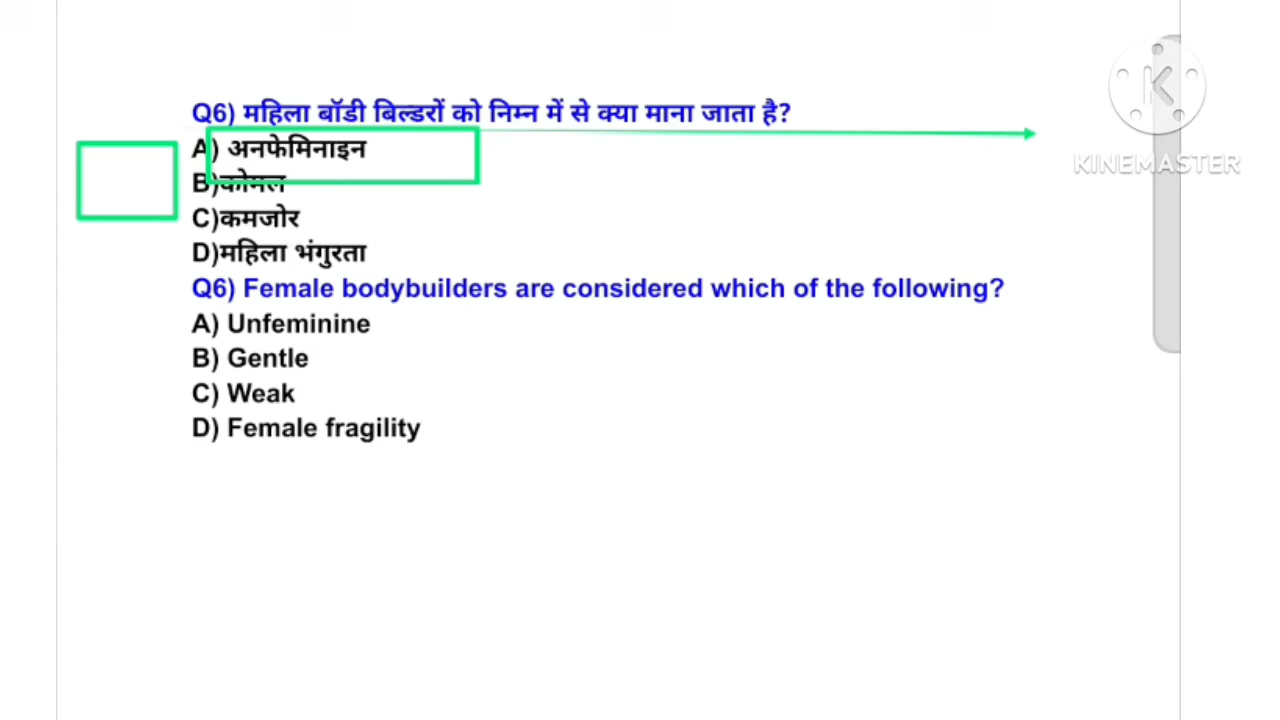 Q6) महिला बॉडी बिल्डरों को निम्न में से क्या माना जाता है?
A) अनफेमिनाइन
B)कोमल
C)कमजोर
D)महिला भंगुरता
Q6) Female bodybuilders are considered which of the following?
A) Unfeminine
B) Gentle
C) Weak
D) Female fragility
KINEMASTER